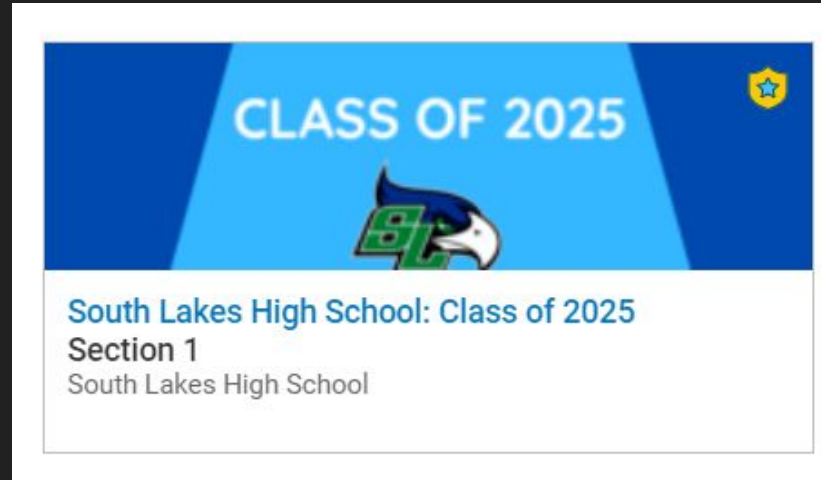 CLASS OF 2025
SL
South Lakes High School: Class of 2025
Section 1
South Lakes High School